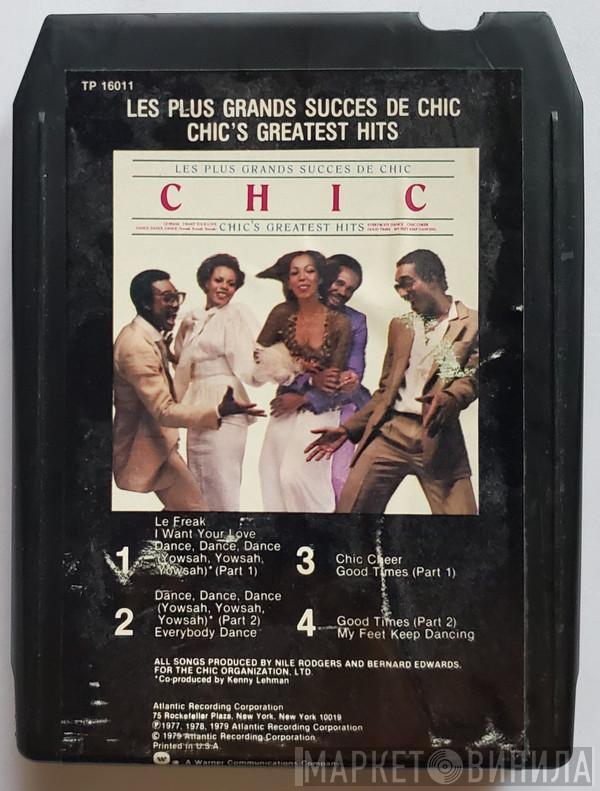 TP 16011
LES PLUS GRANDS SUCCES DE CHIC
CHIC'S GREATEST HITS
LES PLUS GRANDS SUCCES DE CHIC
CHIC
CHIC'S GREATEST HITS
Le Freak
I Want Your Love
Dance, Dance, Dance
1 (Yowsah, Yowsah,
Yowsah)* (Part 1)
2 Dance, Dance, Dance
(Yowsah, Yowsah,
Yowsah)* (Part 2)
Everybody Dance
3 Chic Cheer
Good Times (Part 1)
4 Good Times (Part 2)
My Feet Keep Dancing
ALL SONGS PRODUCED BY NILE RODGERS AND BERNARD EDWARDS,
FOR THE CHIC ORGANIZATION, LTD.
*Co-produced by Kenny Lehman
Atlantic Recording Corporation
75 Rockefeller Plaza, New York, New York 10019
Ⓟ1977, 1978, 1979 Atlantic Recording Corporation
© 1979 Atlantic Recording Corporation
Printed in U.S.A.
® A Warner Communications Company
МАРКЕТ ВИНИЛА